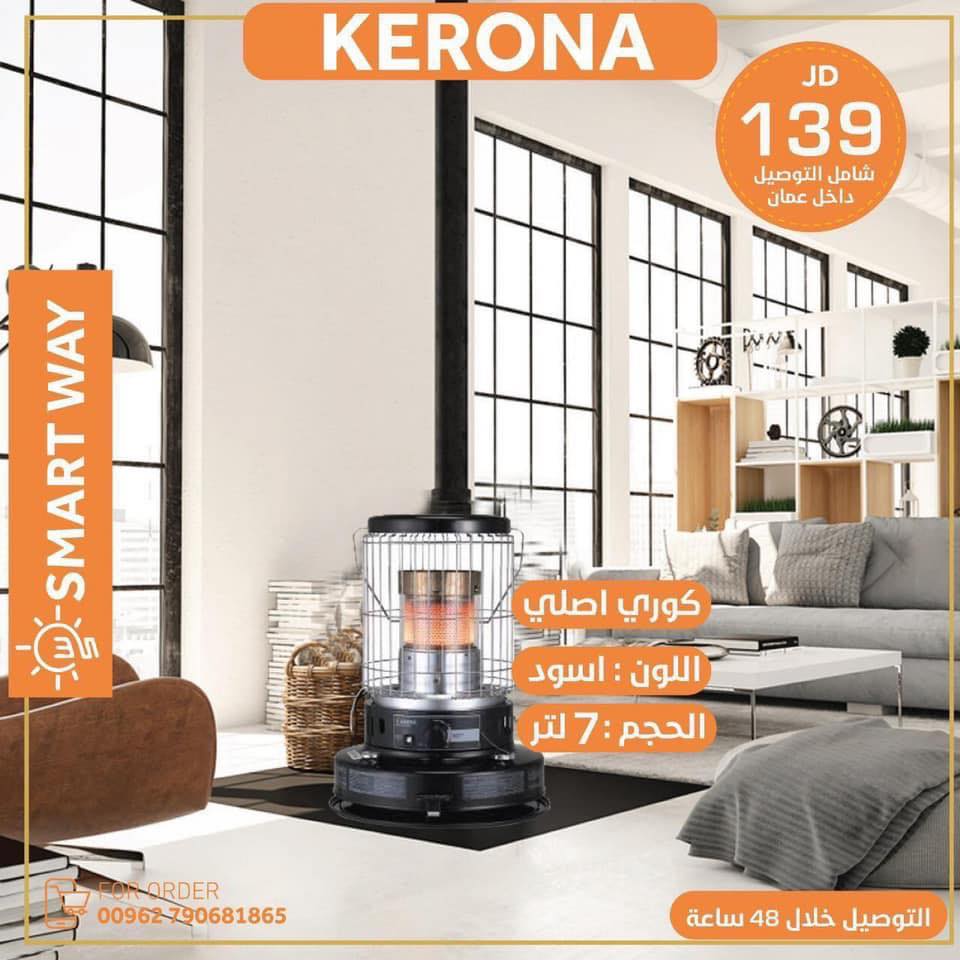 KERONA
JD
139
شامل التوصيل
داخل عمان
SMART WAY
كوري اصلي
اللون : اسود
الحجم : 7 لتر
FOR ORDER
00962 790681865
التوصيل خلال 48 ساعة